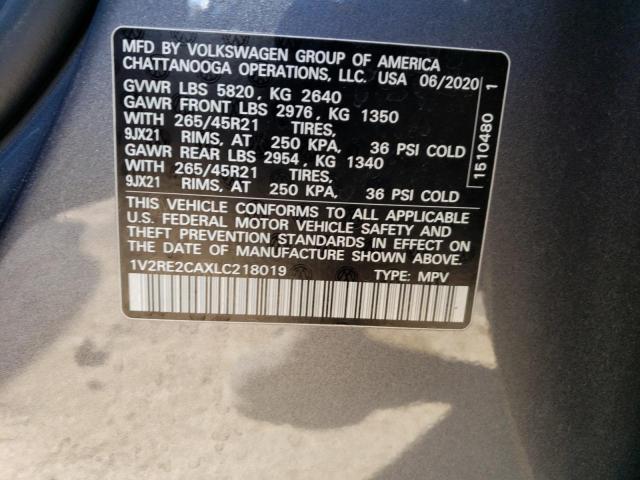 MFD BY VOLKSWAGEN GROUP OF AMERICA
CHATTANOOGA OPERATIONS, LLC. USA 06/2020
GVWR LBS 5820, KG 2640
GAWR FRONT LBS 2976, KG 1350
WITH 265/45R21 TIRES,
9JX21 RIMS, AT 250 KPA, 36 PSI COLD
GAWR REAR LBS 2954, KG 1340
WITH 265/45R21 TIRES,
9JX21 RIMS, AT 250 KPA, 36 PSI COLD
THIS VEHICLE CONFORMS TO ALL APPLICABLE
U.S. FEDERAL MOTOR VEHICLE SAFETY AND
THEFT PREVENTION STANDARDS IN EFFECT ON
THE DATE OF MANUFACTURE SHOWN ABOVE.
1V2RE2CAXLC218019 TYPE: MPV
1510480 1